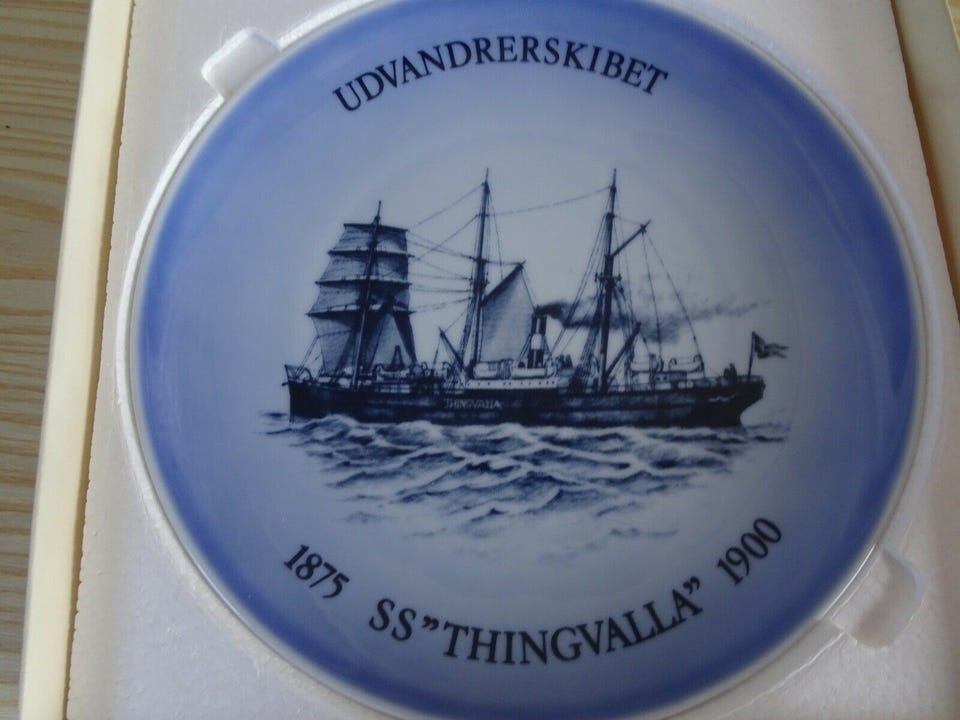 UDVANDRERSKIBET
THINGVALLA
1875 SS "THINGVALLA" 1900